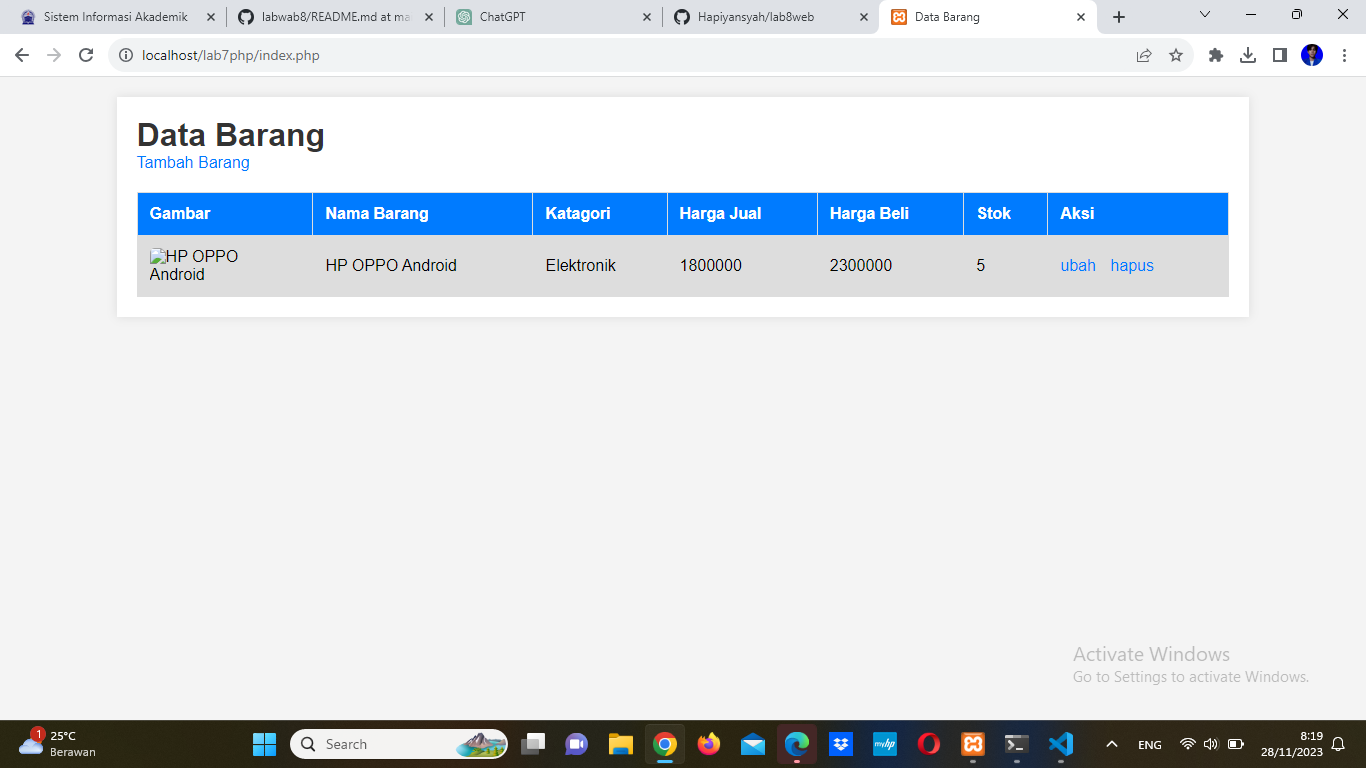 Sistem Informasi Akademik
labwab8/README.md at ma
ChatGPT
Hapiyansyah/lab8web
Data Barang
localhost/lab7php/index.php
Data Barang
Tambah Barang
Gambar Nama Barang Katagori Harga Jual Harga Beli Stok Aksi
HP OPPO Android HP OPPO Android Elektronik 1800000 2300000 5 ubah hapus
Activate Windows
Go to Settings to activate Windows.
1
25°C
Berawan
Search
myhp
ENG
8:19
28/11/2023